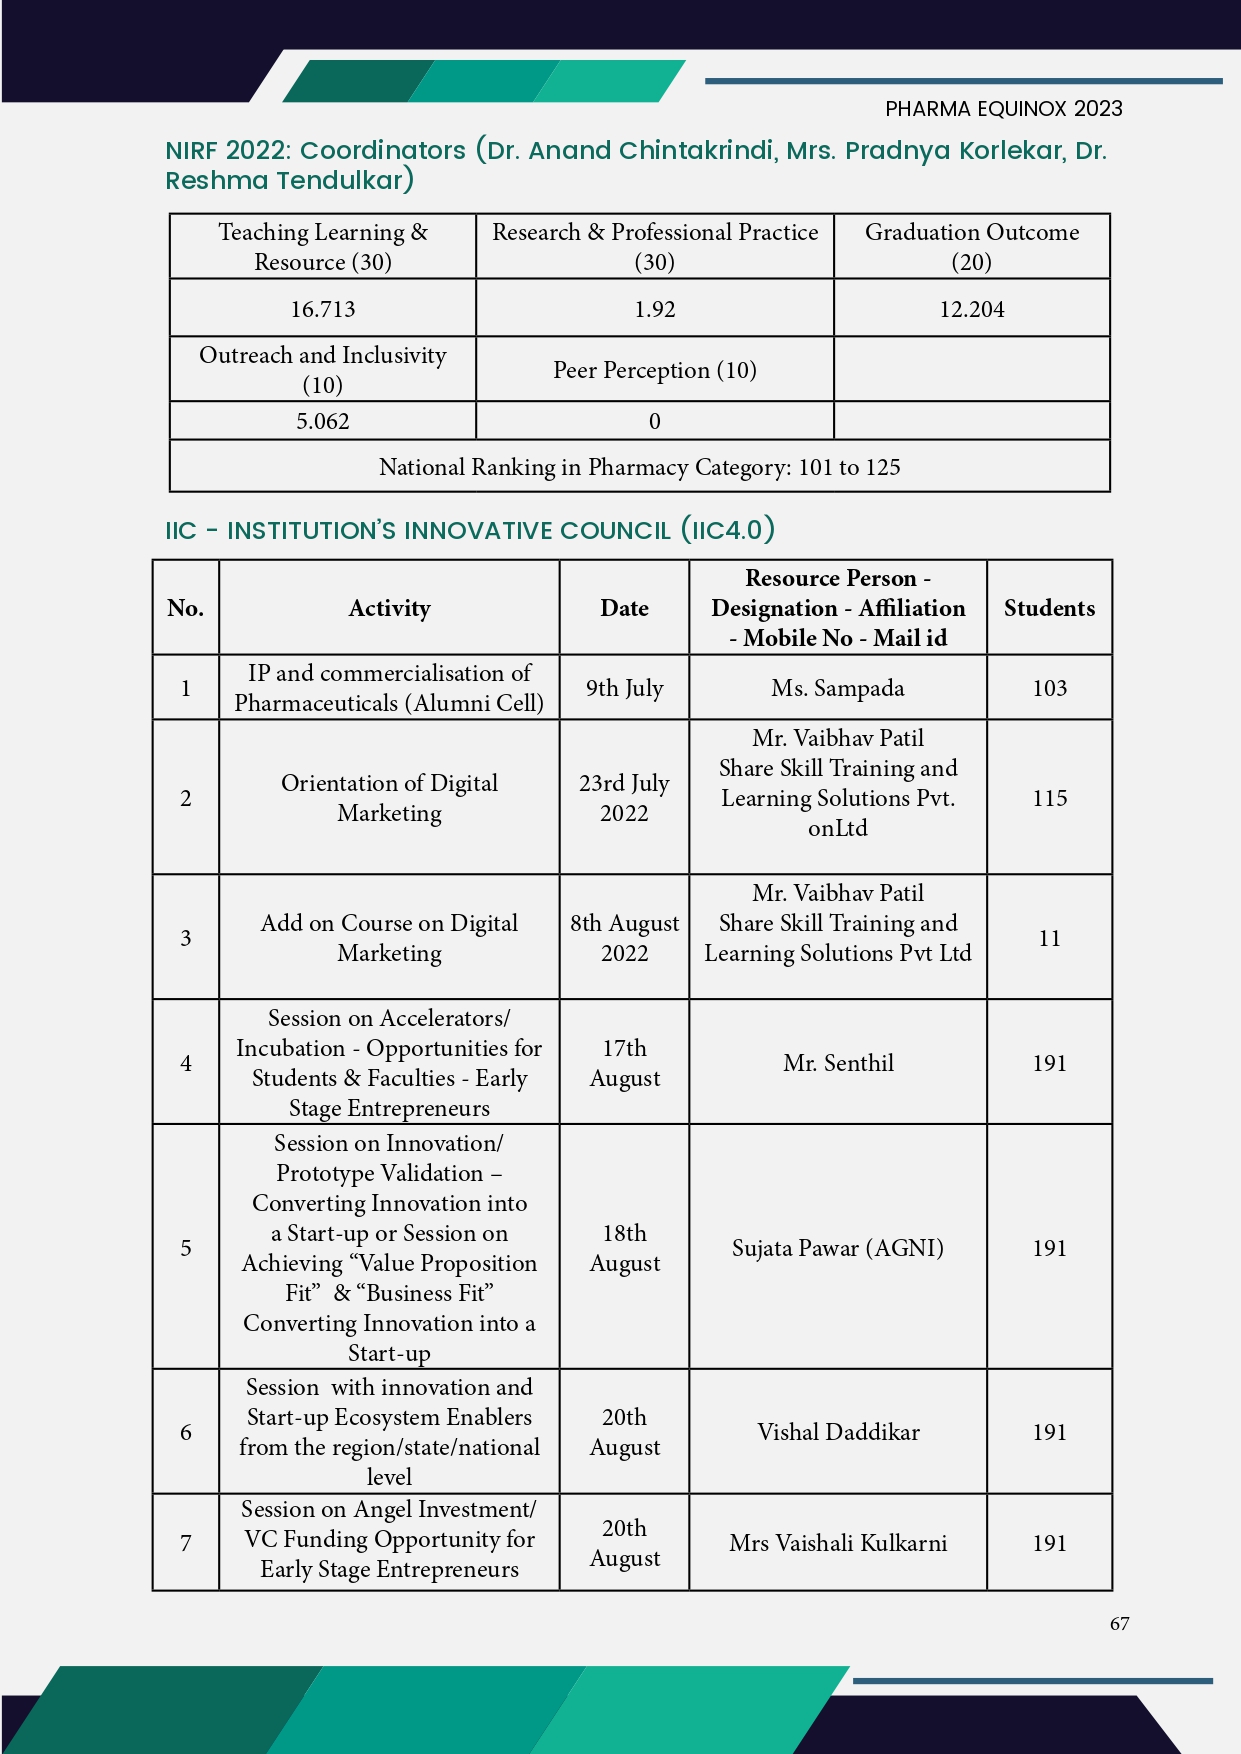 PHARMA EQUINOX 2023
NIRF 2022: Coordinators (Dr. Anand Chintakrindi, Mrs. Pradnya Korlekar, Dr.
Reshma Tendulkar)
Teaching Learning &
Resource (30)
Research & Professional Practice
(30)
Graduation Outcome
(20)
16.713
1.92
12.204
Outreach and Inclusivity
(10)
Peer Perception (10)
5.062
0
National Ranking in Pharmacy Category: 101 to 125
IIC - INSTITUTION’S INNOVATIVE COUNCIL (IIC4.0)
No.
Activity
Date
Resource Person -
Designation - Affiliation
- Mobile No - Mail id
Students
1
IP and commercialisation of
Pharmaceuticals (Alumni Cell)
9th July
Ms. Sampada
103
2
Orientation of Digital
Marketing
23rd July
2022
Mr. Vaibhav Patil
Share Skill Training and
Learning Solutions Pvt.
onLtd
115
3
Add on Course on Digital
Marketing
8th August
2022
Mr. Vaibhav Patil
Share Skill Training and
Learning Solutions Pvt Ltd
11
4
Session on Accelerators/
Incubation - Opportunities for
Students & Faculties - Early
Stage Entrepreneurs
17th
August
Mr. Senthil
191
5
Session on Innovation/
Prototype Validation –
Converting Innovation into
a Start-up or Session on
Achieving “Value Proposition
Fit” & “Business Fit”
Converting Innovation into a
Start-up
18th
August
Sujata Pawar (AGNI)
191
6
Session with innovation and
Start-up Ecosystem Enablers
from the region/state/national
level
20th
August
Vishal Daddikar
191
7
Session on Angel Investment/
VC Funding Opportunity for
Early Stage Entrepreneurs
20th
August
Mrs Vaishali Kulkarni
191
67